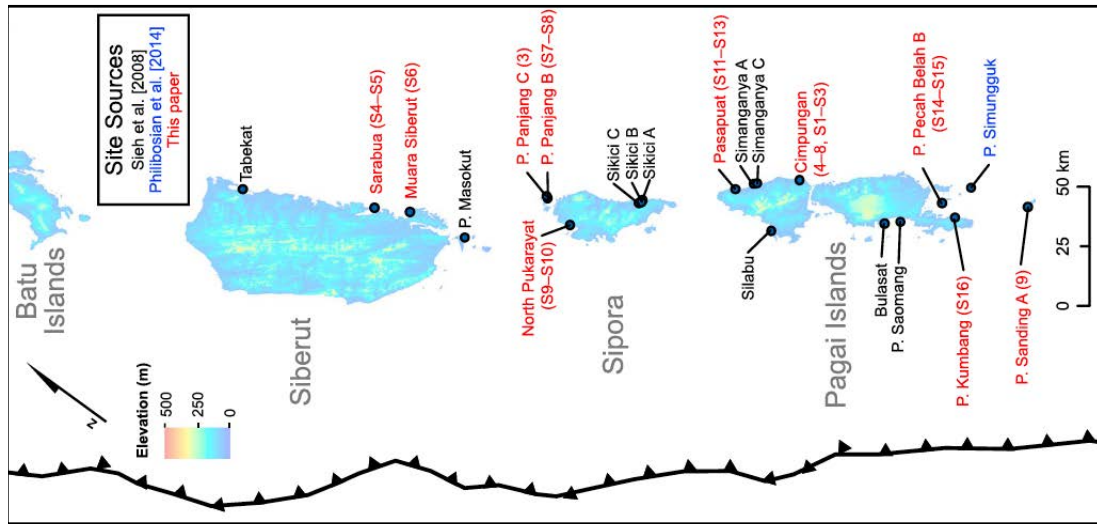 Site Sources
Sieh et al. [2008]
Philibosian et al. [2014]
This paper
Batu
Islands
N
Elevation (m)
500
250
0
Siberut
Tabekat
Sarabua (S4–S5)
Muara Siberut (S6)
P. Masokut
P. Panjang C (3)
P. Panjang B (S7–S8)
North Pukarayat
(S9–S10)
Sipora
Sikici C
Sikici B
Sikici A
Pasapuat (S11–S13)
Simanganya A
Simanganya C
Cimpungan
(4–8, S1–S3)
Silabu
Pagai Islands
Bulasat
P. Saomang
P. Pecah Belah B
(S14–S15)
P. Simungguk
P. Kumbang (S16)
P. Sanding A (9)
0
25
50 km